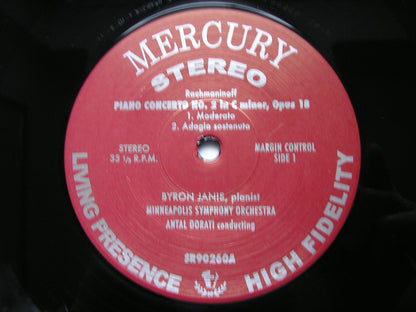 MERCURY
STEREO
Rachmaninoff
PIANO CONCERTO NO. 2 in C minor, Opus 18
1. Moderato
2. Adagio sostenuto
STEREO
33 ⅓ R.P.M.
MARGIN CONTROL
SIDE 1
BYRON JANIS, pianist
MINNEAPOLIS SYMPHONY ORCHESTRA
ANTAL DORATI conducting
SR90260A
LIVING PRESENCE
HIGH FIDELITY